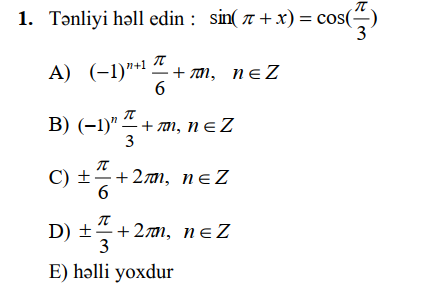 1. Tənliyi həll edin : sin( π + x) = cos(π/3)
A) (−1)ⁿ⁺¹ π/6 + πn, n ∈ Z
B) (−1)ⁿ π/3 + πn, n ∈ Z
C) ± π/6 + 2πn, n ∈ Z
D) ± π/3 + 2πn, n ∈ Z
E) həlli yoxdur